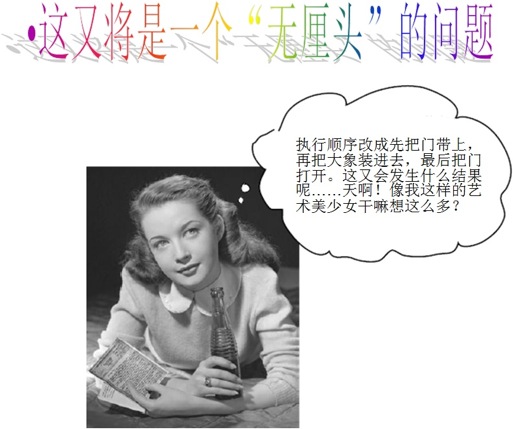 •这又将是一个“无厘头”的问题
执行顺序改成先把门带上，
再把大象装进去，最后把门
打开。这又会发生什么结果
呢……天啊！像我这样的艺
术美少女干嘛想这么多？